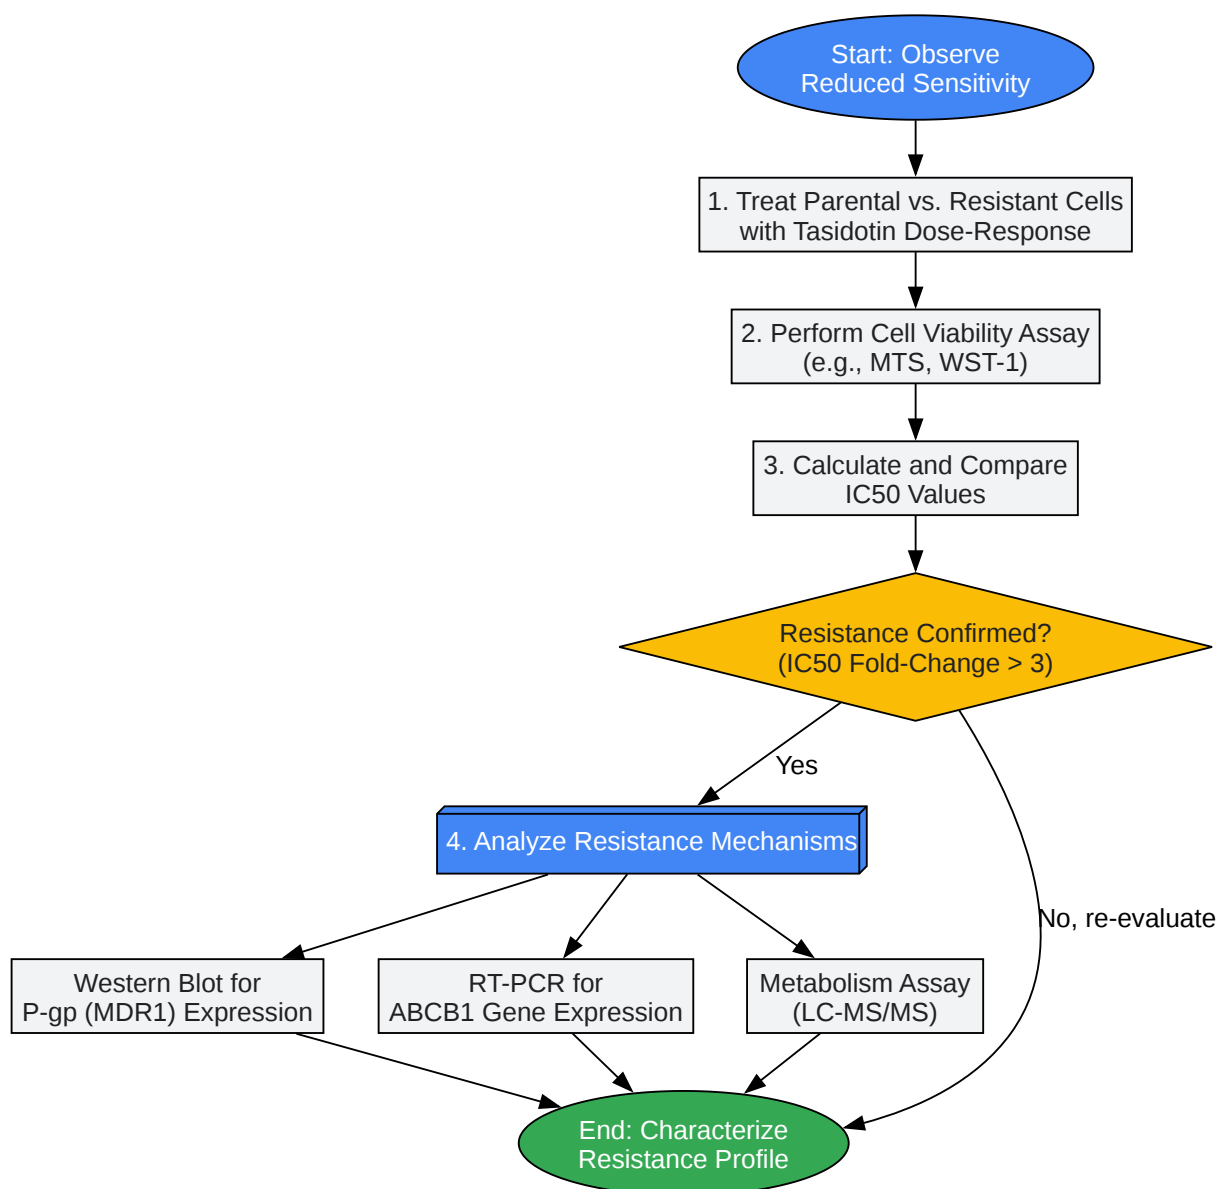 Start: Observe
Reduced Sensitivity
1. Treat Parental vs. Resistant Cells
with Tasidotin Dose-Response
2. Perform Cell Viability Assay
(e.g., MTS, WST-1)
3. Calculate and Compare
IC50 Values
Resistance Confirmed?
(IC50 Fold-Change > 3)
Yes
4. Analyze Resistance Mechanisms
No, re-evaluate
Western Blot for
P-gp (MDR1) Expression
RT-PCR for
ABCB1 Gene Expression
Metabolism Assay
(LC-MS/MS)
End: Characterize
Resistance Profile